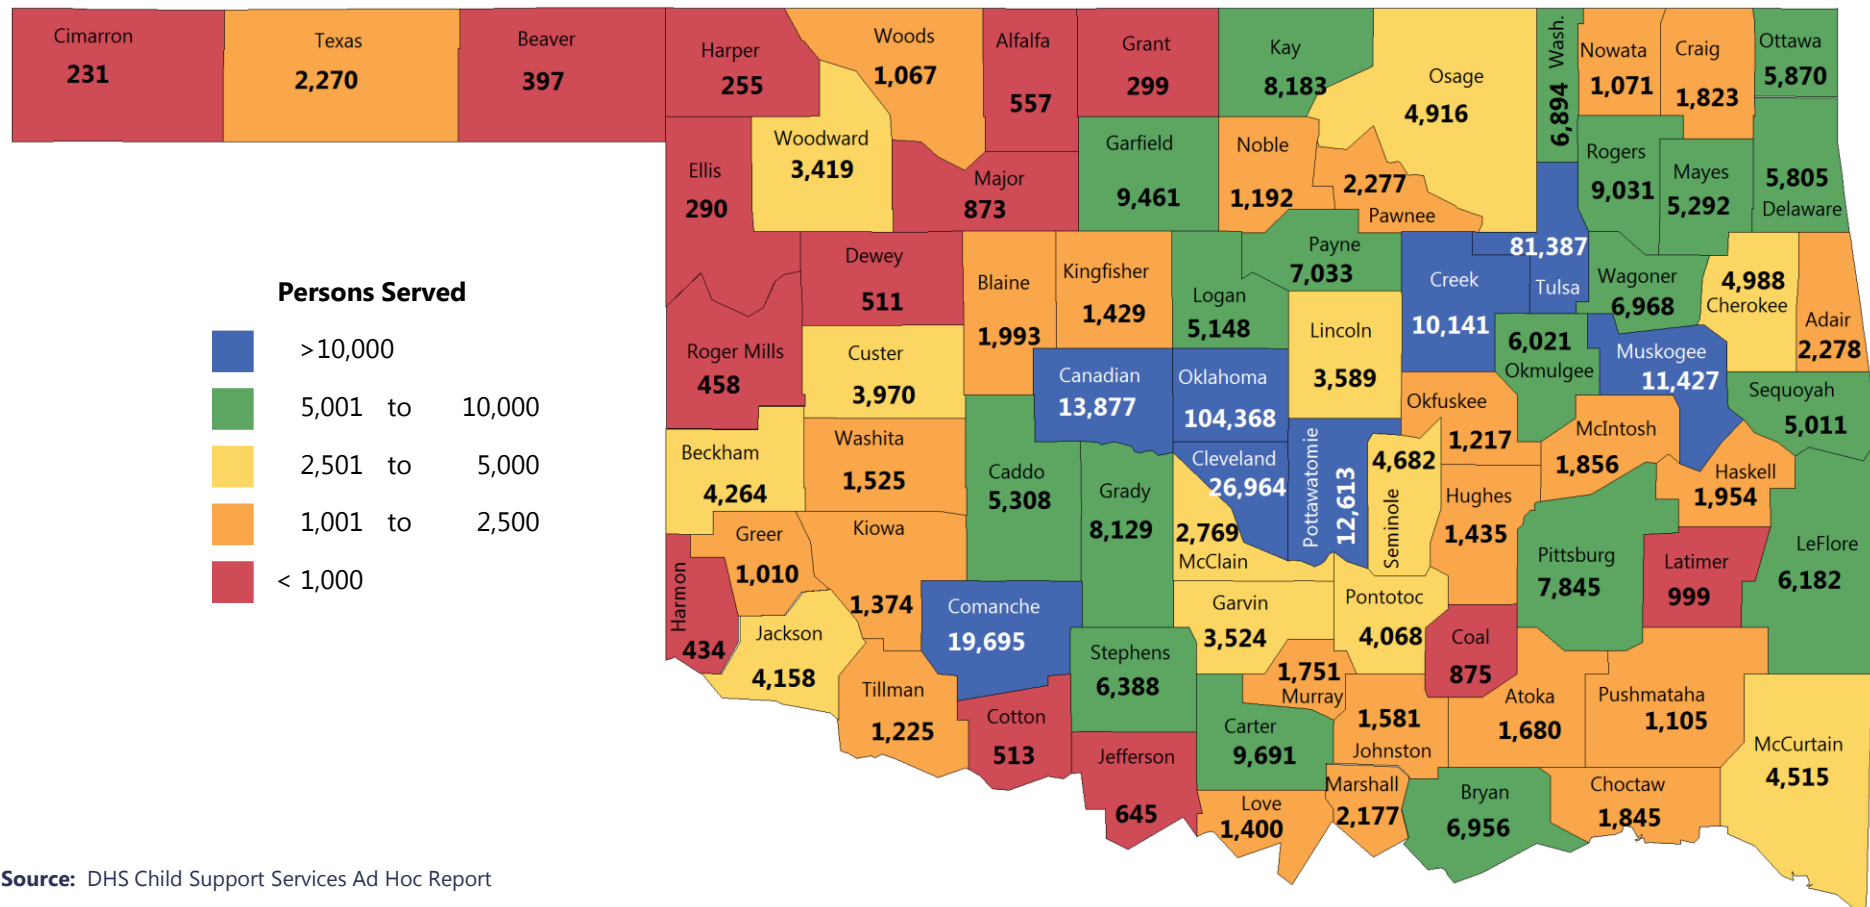 Cimarron
231
Texas
2,270
Beaver
397
Harper
255
Woods
1,067
Alfalfa
557
Grant
299
Kay
8,183
Osage
4,916
Wash.
6,894
Nowata
1,071
Craig
1,823
Ottawa
5,870
Ellis
290
Woodward
3,419
Major
873
Garfield
9,461
Noble
1,192
2,277
Pawnee
Rogers
9,031
Mayes
5,292
5,805
Delaware
Dewey
511
Blaine
1,993
Kingfisher
1,429
Logan
5,148
Payne
7,033
Creek
10,141
81,387
Tulsa
Wagoner
6,968
4,988
Cherokee
Adair
2,278
Persons Served
>10,000
5,001 to 10,000
2,501 to 5,000
1,001 to 2,500
< 1,000
Roger Mills
458
Custer
3,970
Canadian
13,877
Oklahoma
104,368
Lincoln
3,589
6,021
Okmulgee
Muskogee
11,427
Sequoyah
5,011
Beckham
4,264
Washita
1,525
Caddo
5,308
Grady
8,129
Cleveland
26,964
Pottawatomie
12,613
4,682
Seminole
Okfuskee
1,217
McIntosh
1,856
Haskell
1,954
Hughes
1,435
Greer
1,010
Kiowa
1,374
2,769
McClain
Pittsburg
7,845
Latimer
999
LeFlore
6,182
Harmon
434
Jackson
4,158
Comanche
19,695
Garvin
3,524
Pontotoc
4,068
Coal
875
Stephens
6,388
Tillman
1,225
Cotton
513
1,751
Murray
1,581
Johnston
Atoka
1,680
Pushmataha
1,105
McCurtain
4,515
Jefferson
645
Carter
9,691
Love
1,400
Marshall
2,177
Bryan
6,956
Choctaw
1,845
Source: DHS Child Support Services Ad Hoc Report